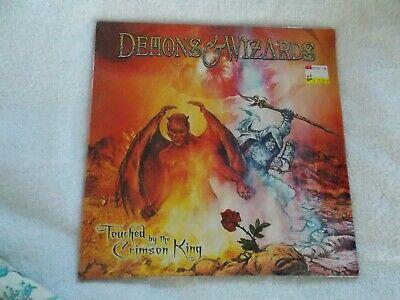 DEMONS & WIZARDS
Touched by the
Crimson King